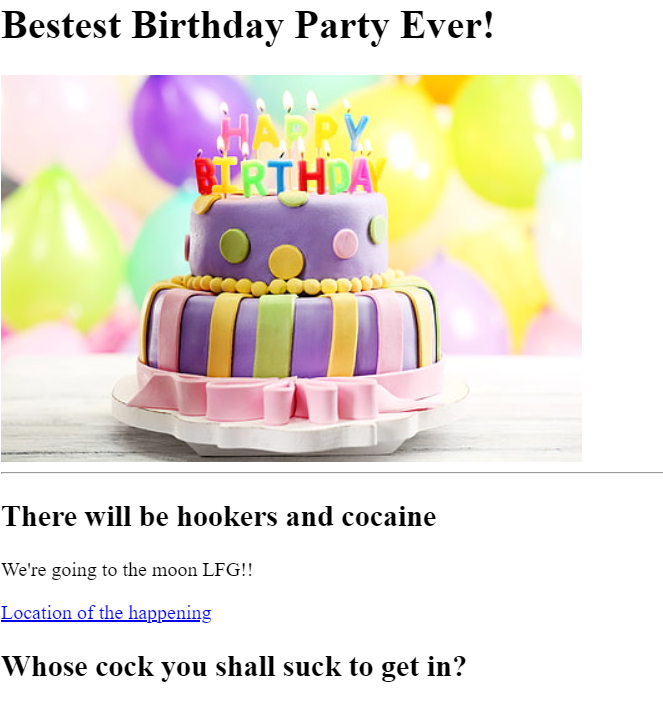 Bestest Birthday Party Ever!
HAPPY
BIRTHDAY
There will be hookers and cocaine
We're going to the moon LFG!!
Location of the happening
Whose cock you shall suck to get in?